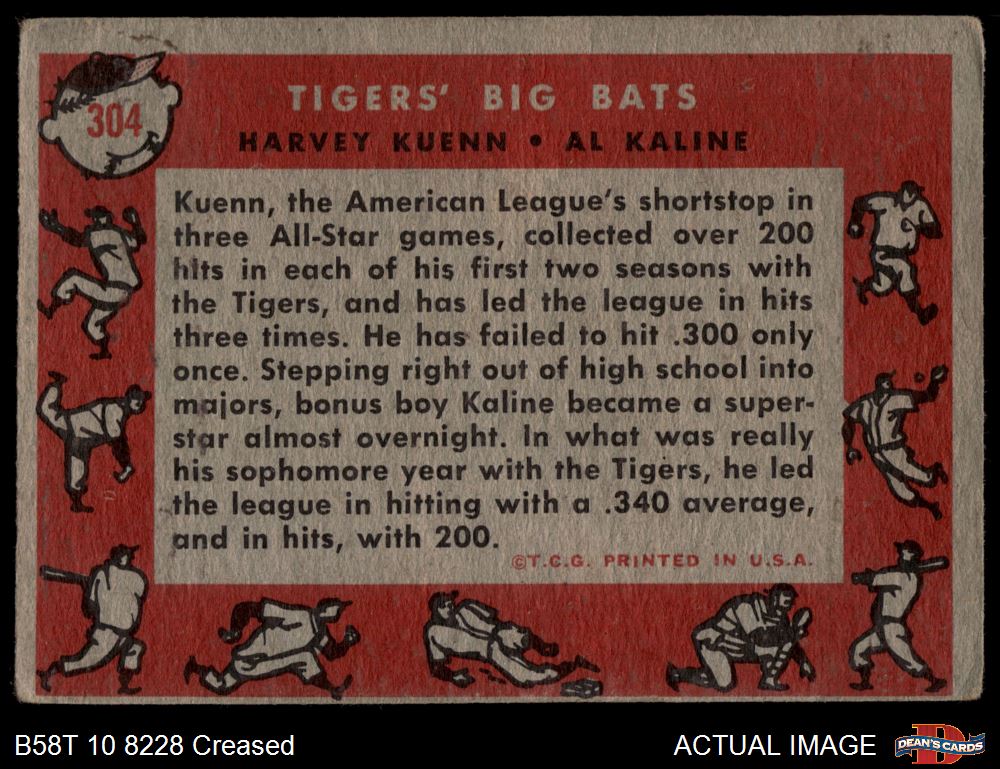 304
TIGERS' BIG BATS
HARVEY KUENN • AL KALINE
Kuenn, the American League's shortstop in
three All-Star games, collected over 200
hits in each of his first two seasons with
the Tigers, and has led the league in hits
three times. He has failed to hit .300 only
once. Stepping right out of high school into
majors, bonus boy Kaline became a super-
star almost overnight. In what was really
his sophomore year with the Tigers, he led
the league in hitting with a .340 average,
and in hits, with 200.
©T.C.G. PRINTED IN U.S.A.
B58T 10 8228 Creased
ACTUAL IMAGE
D
DEAN'S CARDS